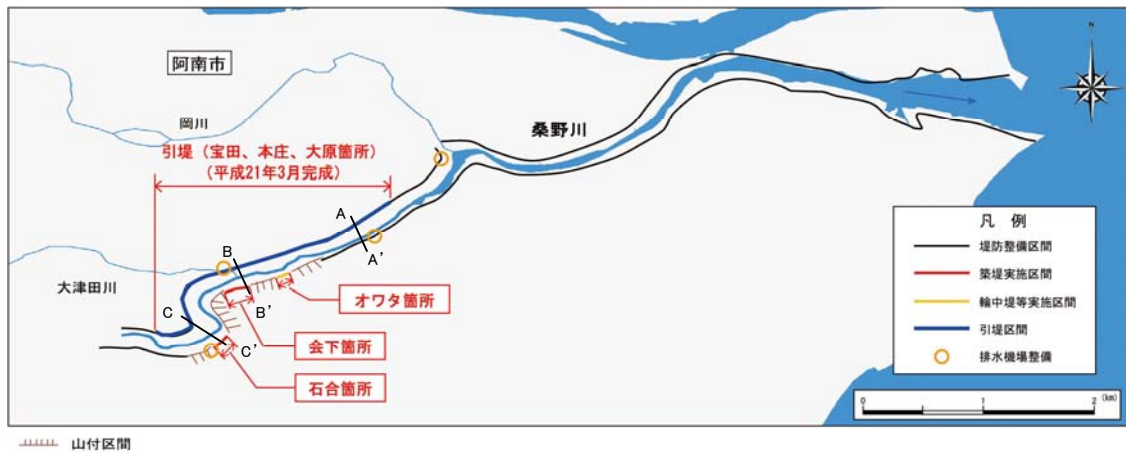 阿南市
岡川
桑野川
引堤(宝田、本庄、大原箇所)
(平成21年3月完成)
A
A'
B
B'
大津田川
C
C'
オワタ箇所
会下箇所
石合箇所
凡 例
堤防整備区間
築堤実施区間
輪中堤等実施区間
引堤区間
排水機場整備
0 1 2 (km)
山付区間